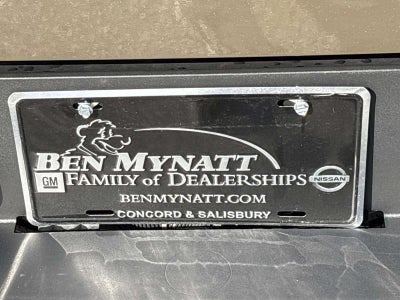 BEN MYNATT
GM FAMILY OF DEALERSHIPS NISSAN
BENMYNATT.COM
CONCORD & SALISBURY